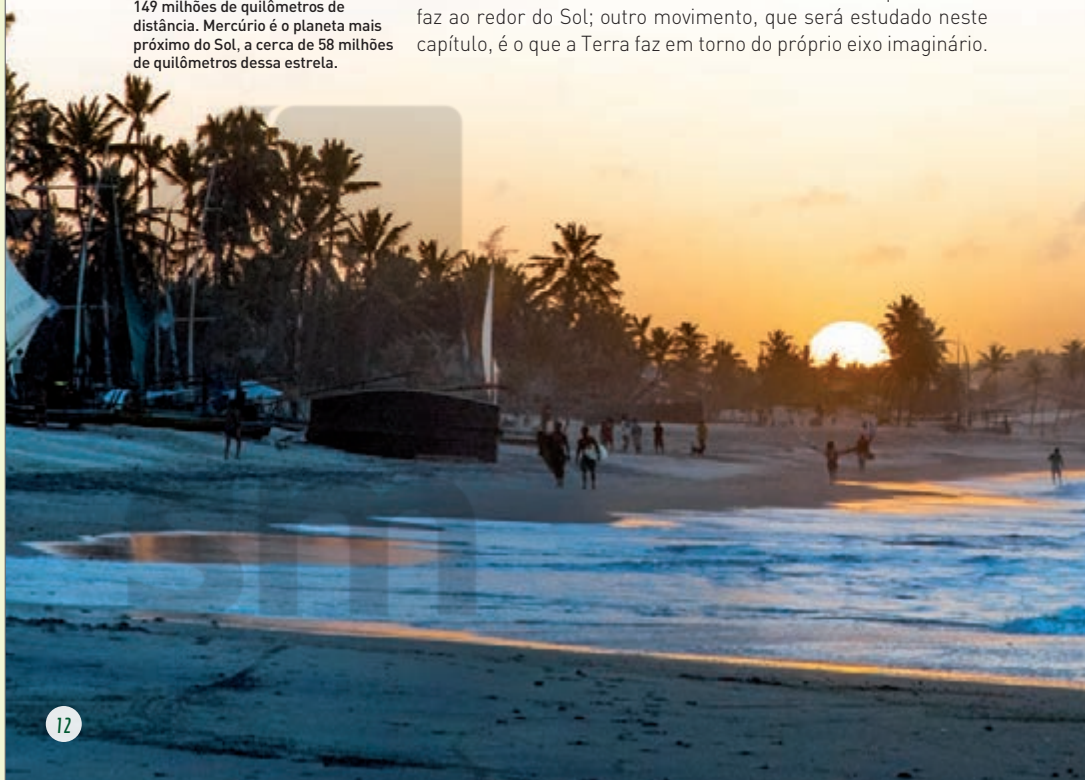 149 milhões de quilômetros de
distância. Mercúrio é o planeta mais
próximo do Sol, a cerca de 58 milhões
de quilômetros dessa estrela.
faz ao redor do Sol; outro movimento, que será estudado neste
capítulo, é o que a Terra faz em torno do próprio eixo imaginário.
sm
12